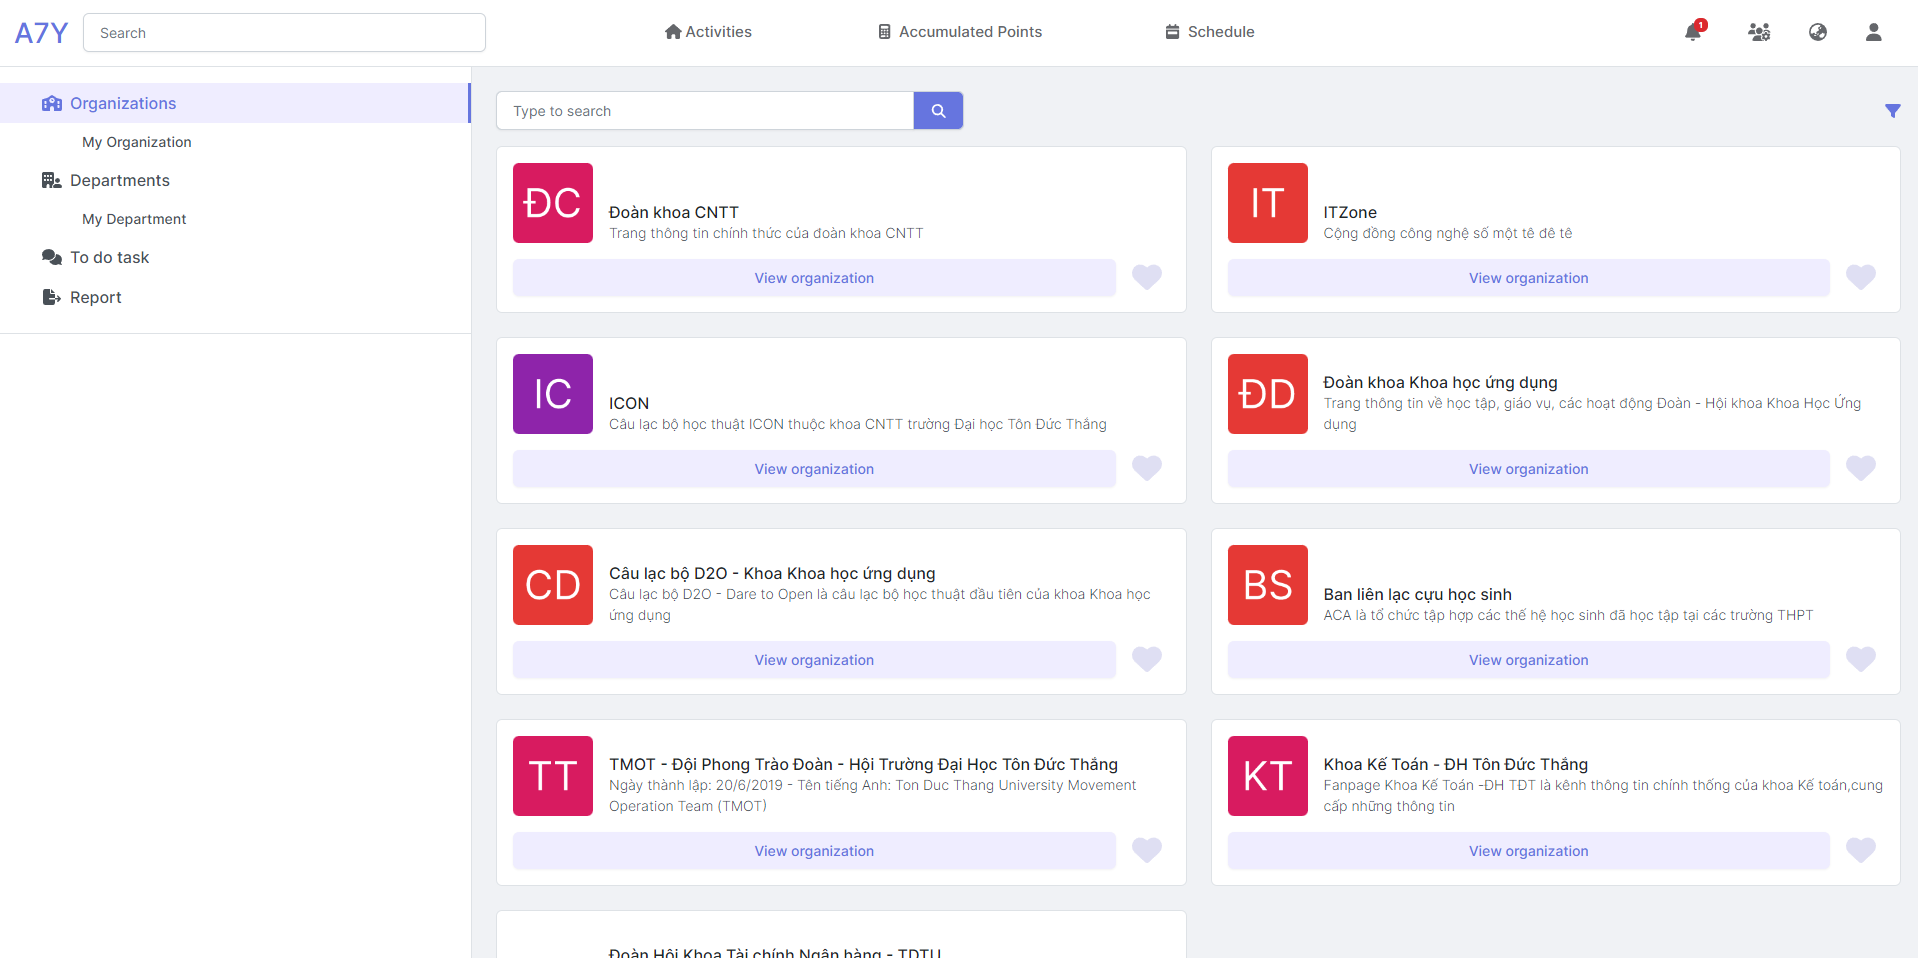 A7Y
Search
Activities
Accumulated Points
Schedule
1
Organizations
My Organization
Departments
My Department
To do task
Report
Type to search
ĐC
Đoàn khoa CNTT
Trang thông tin chính thức của đoàn khoa CNTT
View organization
IT
ITZone
Cộng đồng công nghệ số một tê đê tê
View organization
IC
ICON
Câu lạc bộ học thuật ICON thuộc khoa CNTT trường Đại học Tôn Đức Thắng
View organization
ĐD
Đoàn khoa Khoa học ứng dụng
Trang thông tin về học tập, giáo vụ, các hoạt động Đoàn - Hội khoa Khoa Học Ứng
dụng
View organization
CD
Câu lạc bộ D2O - Khoa Khoa học ứng dụng
Câu lạc bộ D2O - Dare to Open là câu lạc bộ học thuật đầu tiên của khoa Khoa học
ứng dụng
View organization
BS
Ban liên lạc cựu học sinh
ACA là tổ chức tập hợp các thế hệ học sinh đã học tập tại các trường THPT
View organization
TT
TMOT - Đội Phong Trào Đoàn - Hội Trường Đại Học Tôn Đức Thắng
Ngày thành lập: 20/6/2019 - Tên tiếng Anh: Ton Duc Thang University Movement
Operation Team (TMOT)
View organization
KT
Khoa Kế Toán - ĐH Tôn Đức Thắng
Fanpage Khoa Kế Toán -ĐH TĐT là kênh thông tin chính thống của khoa Kế toán,cung
cấp những thông tin
View organization
Đoàn Hội Khoa Tài chính Ngân hàng - TDTU